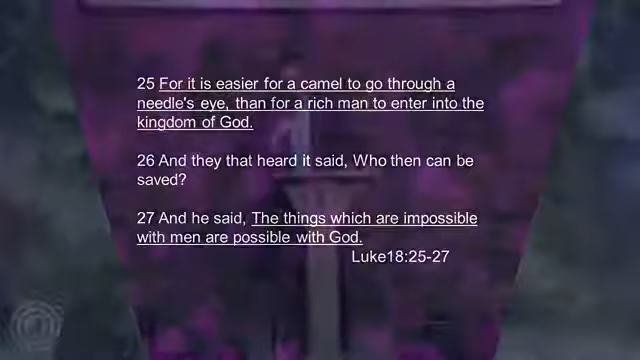 25 For it is easier for a camel to go through a
needle's eye, than for a rich man to enter into the
kingdom of God.
26 And they that heard it said, Who then can be
saved?
27 And he said, The things which are impossible
with men are possible with God.
Luke18:25-27